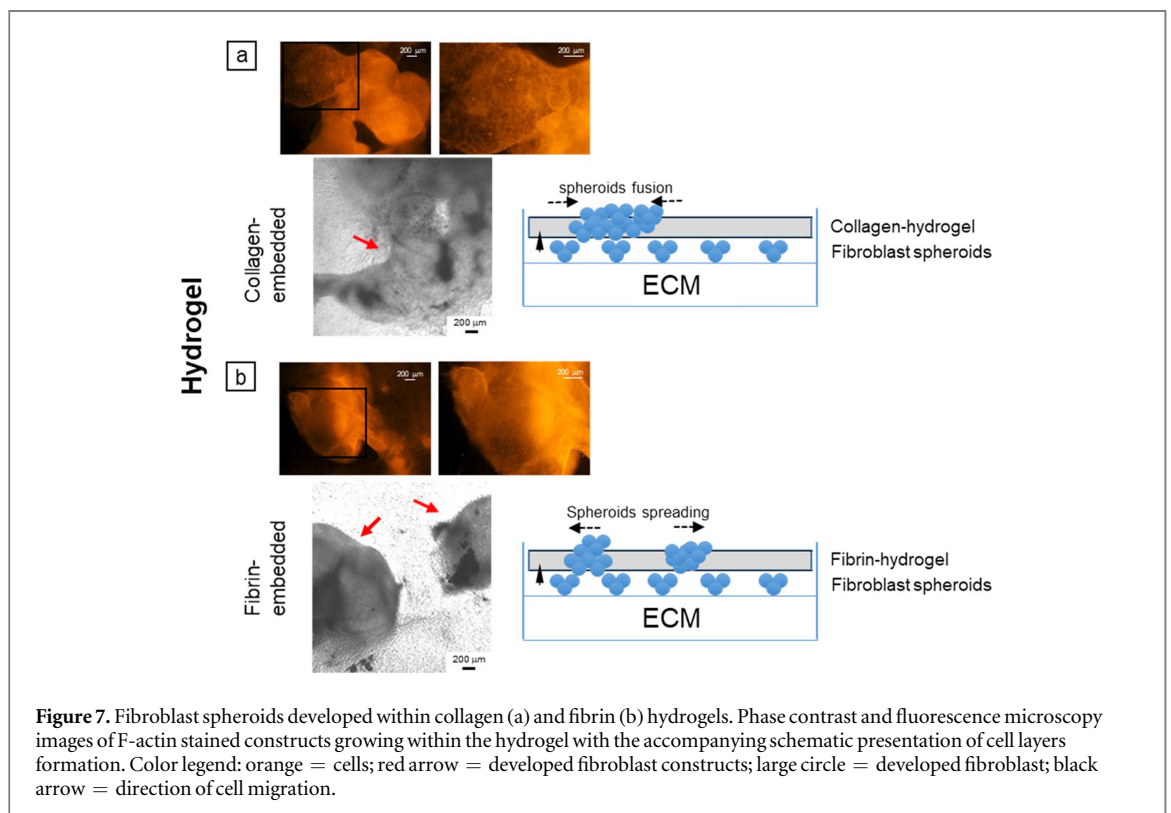 Hydrogel
a
200 μm
200 μm
Collagen-
embedded
200 μm
spheroids fusion
Collagen-hydrogel
Fibroblast spheroids
ECM
b
200 μm
200 μm
Fibrin-
embedded
200 μm
Spheroids spreading
Fibrin-hydrogel
Fibroblast spheroids
ECM
Figure 7. Fibroblast spheroids developed within collagen (a) and fibrin (b) hydrogels. Phase contrast and fluorescence microscopy
images of F-actin stained constructs growing within the hydrogel with the accompanying schematic presentation of cell layers
formation. Color legend: orange = cells; red arrow = developed fibroblast constructs; large circle = developed fibroblast; black
arrow = direction of cell migration.